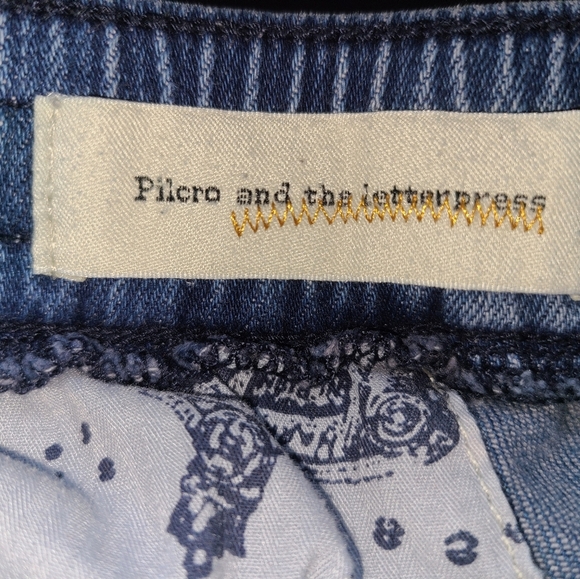 Pilcro and the letterpress